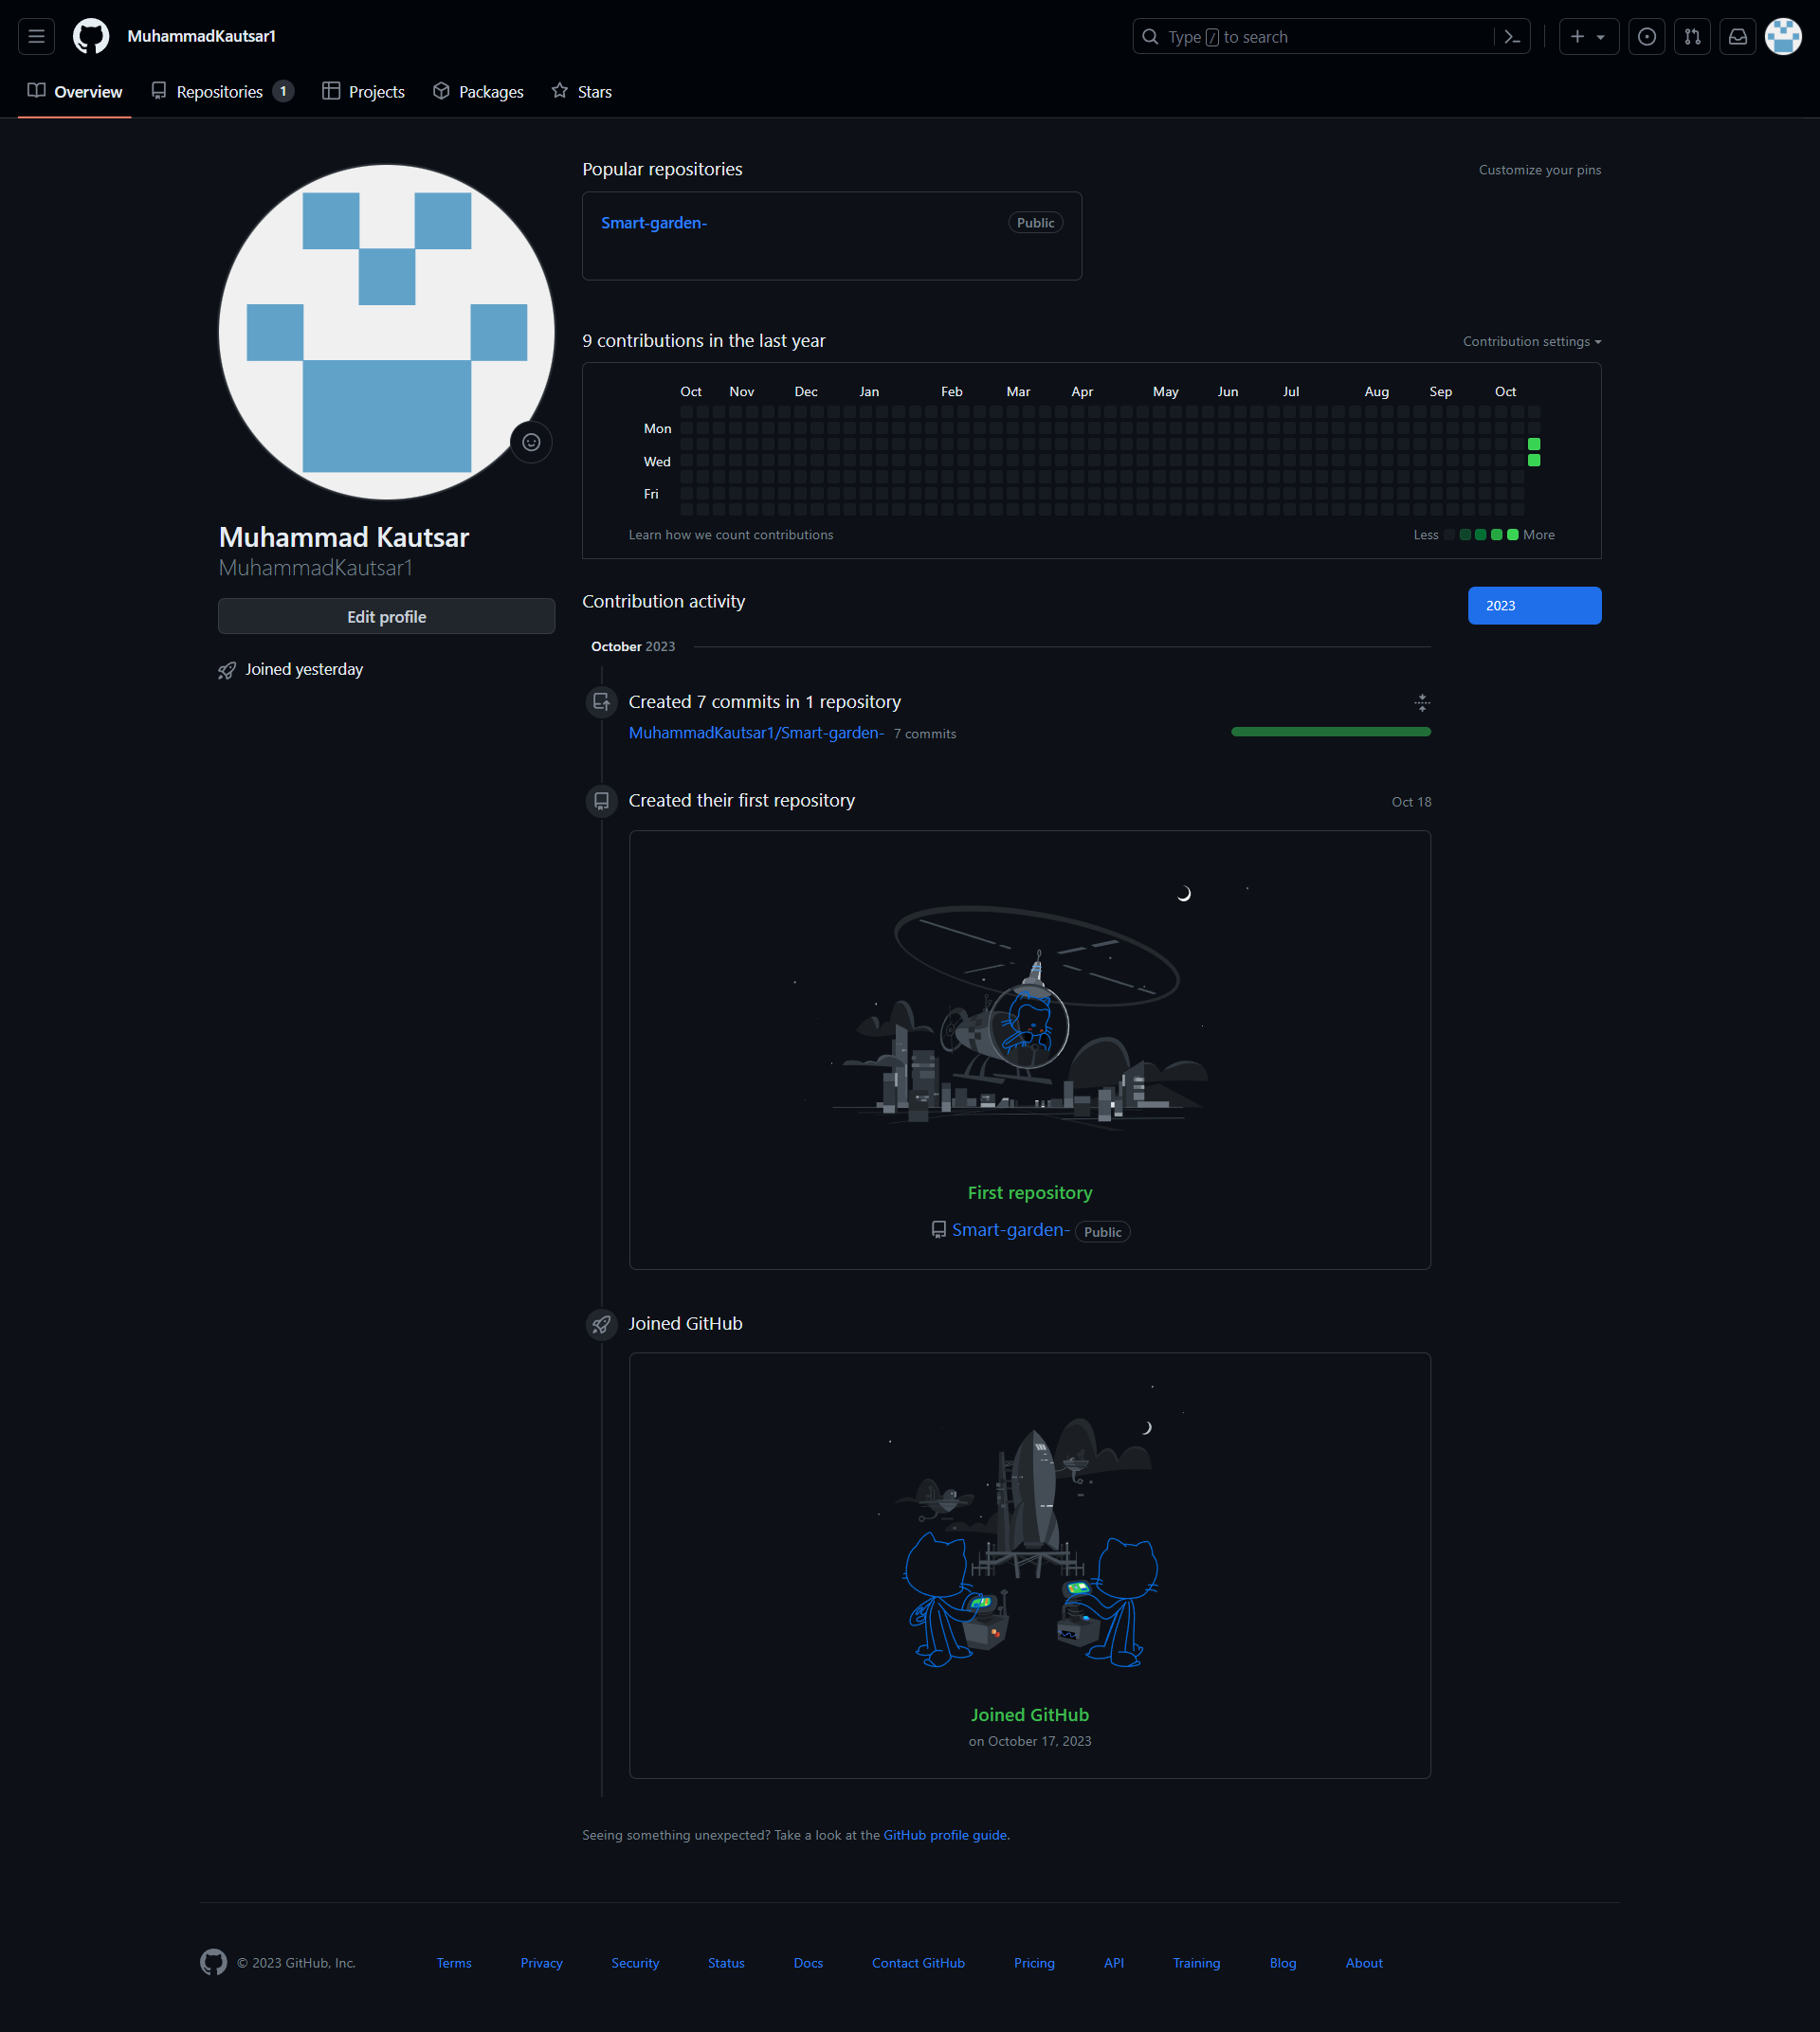 MuhammadKautsar1
Type / to search
Overview
Repositories 1
Projects
Packages
Stars
Popular repositories
Customize your pins
Smart-garden-
Public
9 contributions in the last year
Contribution settings
Oct Nov Dec Jan Feb Mar Apr May Jun Jul Aug Sep Oct
Mon
Wed
Fri
Learn how we count contributions
Less More
Muhammad Kautsar
MuhammadKautsar1
Edit profile
Joined yesterday
Contribution activity
2023
October 2023
Created 7 commits in 1 repository
MuhammadKautsar1/Smart-garden- 7 commits
Created their first repository
Oct 18
First repository
Smart-garden- Public
Joined GitHub
Joined GitHub
on October 17, 2023
Seeing something unexpected? Take a look at the GitHub profile guide.
© 2023 GitHub, Inc.
Terms
Privacy
Security
Status
Docs
Contact GitHub
Pricing
API
Training
Blog
About